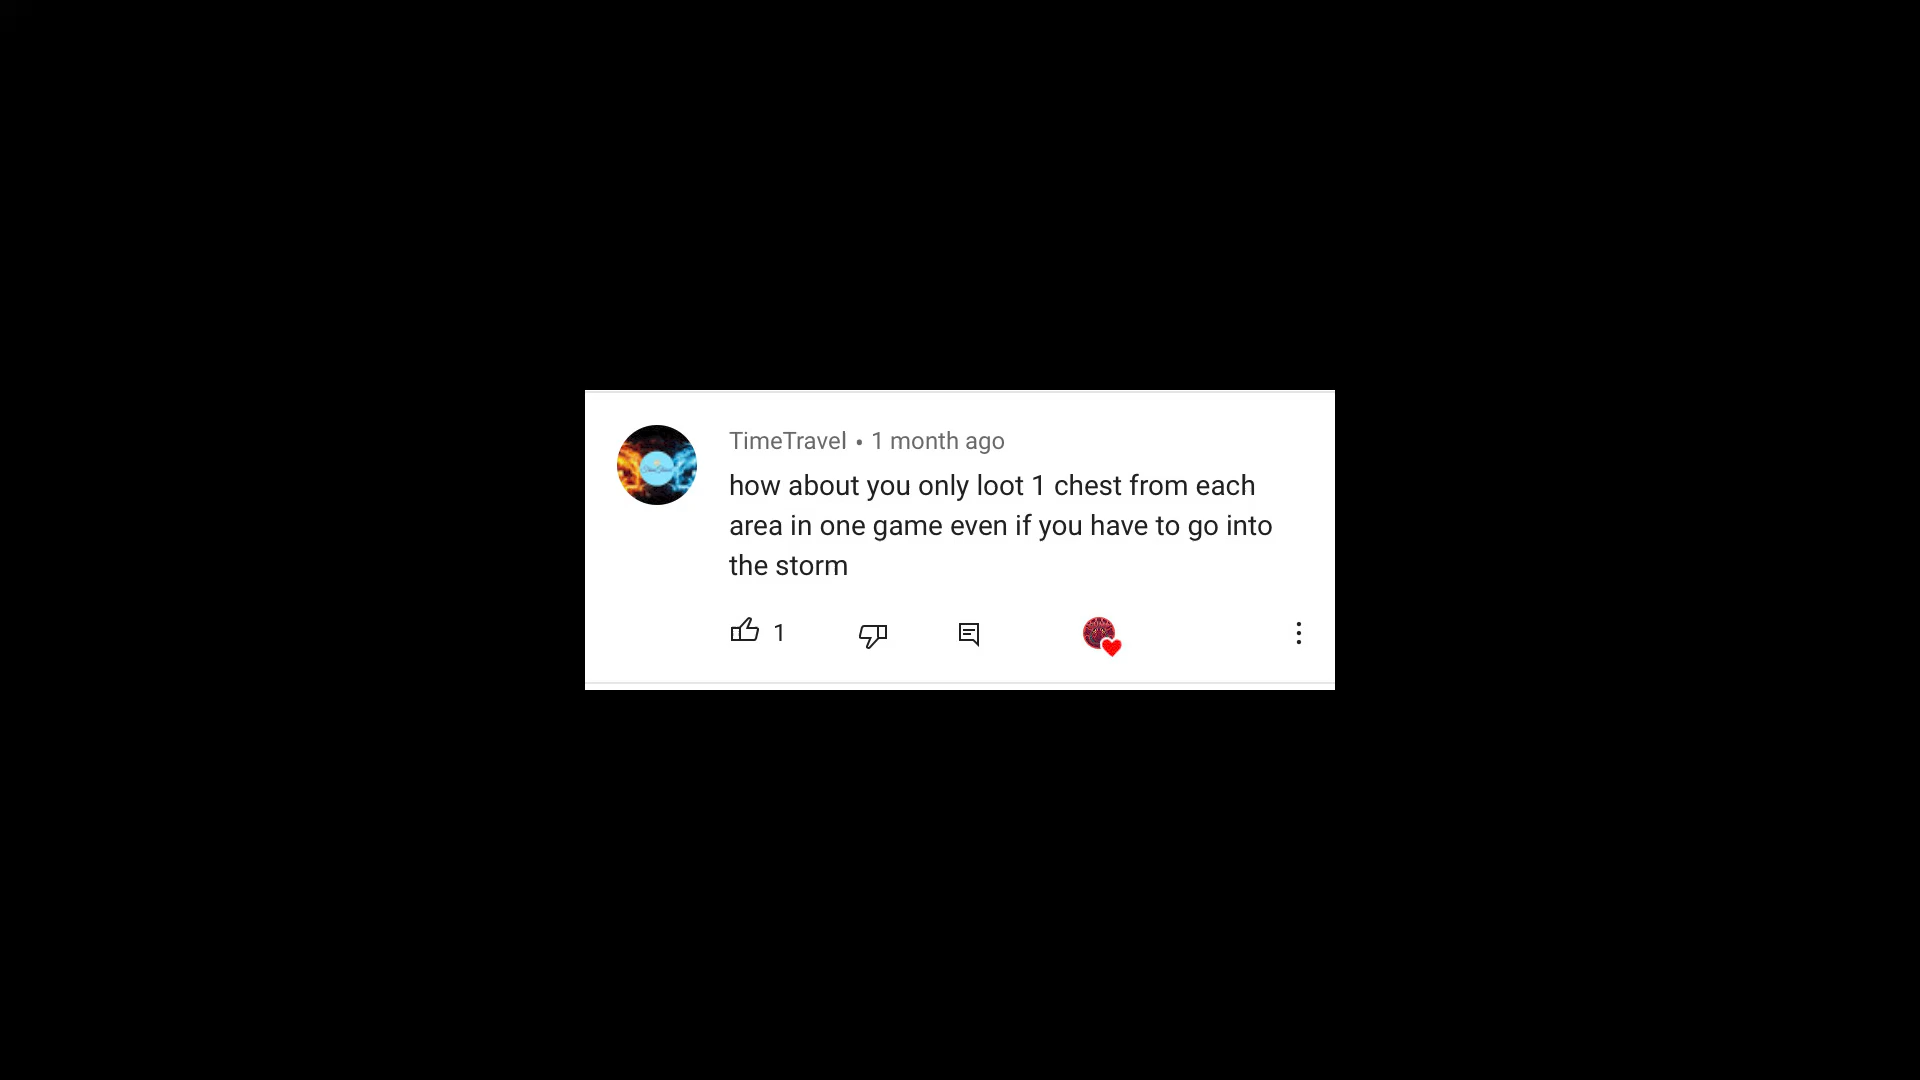 TimeTravel • 1 month ago
how about you only loot 1 chest from each
area in one game even if you have to go into
the storm
1